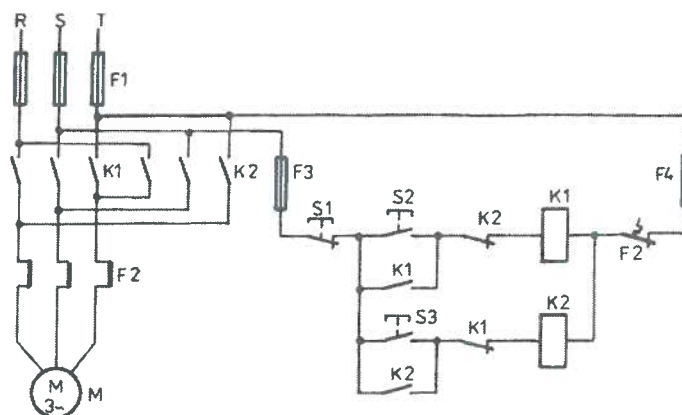 R S T
F1
K1 K2 F3 F4
S1 S2 K2 K1
F2
K1
F2 S3 K1 K2
K2
M
3~ M